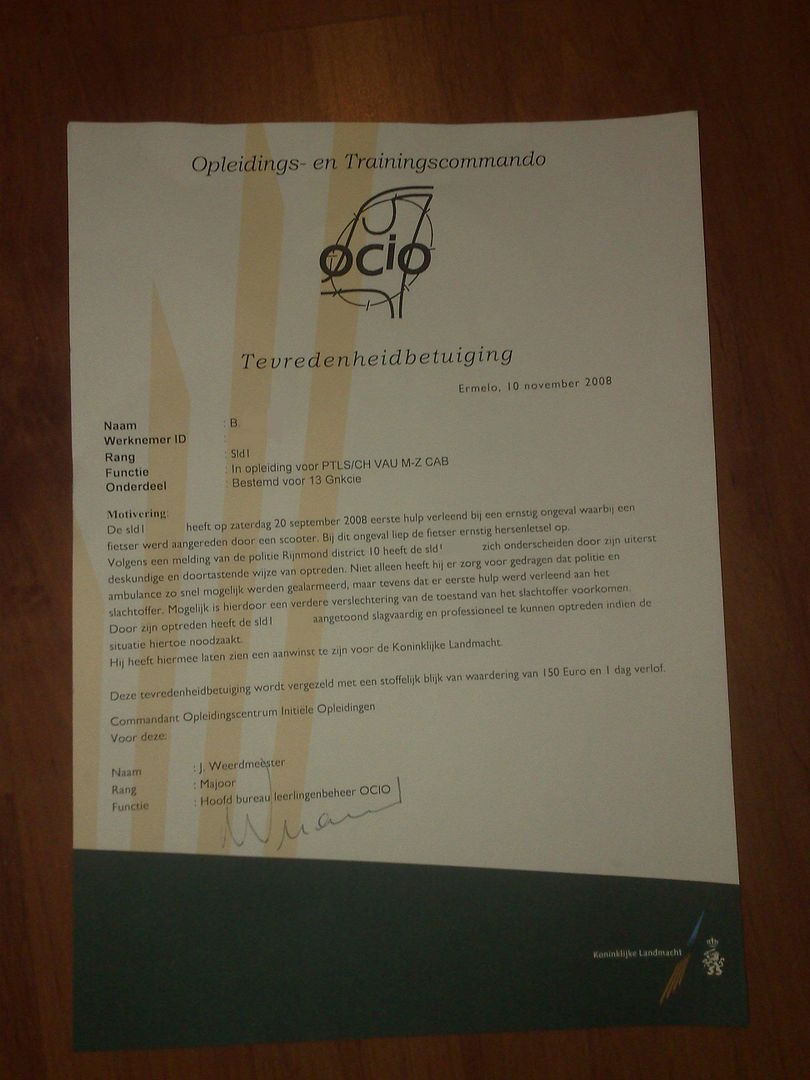 Opleidings- en Trainingscommando
OCIO
Tevredenheidbetuiging
Ermelo, 10 november 2008
Naam : B.
Werknemer ID :
Rang : Sld1
Functie : In opleiding voor PTLS/CH VAU M-Z CAB
Onderdeel : Bestemd voor 13 Gnkcie
Motivering:
De sld1 heeft op zaterdag 20 september 2008 eerste hulp verleend bij een ernstig ongeval waarbij een
fietser werd aangereden door een scooter. Bij dit ongeval liep de fietser ernstig hersenletsel op.
Volgens een melding van de politie Rijnmond district 10 heeft de sld1 zich onderscheiden door zijn uiterst
deskundige en doortastende wijze van optreden. Niet alleen heeft hij er zorg voor gedragen dat politie en
ambulance zo snel mogelijk werden gealarmeerd, maar tevens dat er eerste hulp werd verleend aan het
slachtoffer. Mogelijk is hierdoor een verdere verslechtering van de toestand van het slachtoffer voorkomen.
Door zijn optreden heeft de sld1 aangetoond slagvaardig en professioneel te kunnen optreden indien de
situatie hiertoe noodzaakt.
Hij heeft hiermee laten zien een aanwinst te zijn voor de Koninklijke Landmacht.
Deze tevredenheidbetuiging wordt vergezeld met een stoffelijk blijk van waardering van 150 Euro en 1 dag verlof.
Commandant Opleidingscentrum Initiële Opleidingen
Voor deze:
Naam : J. Weerdmeester
Rang : Majoor
Functie : Hoofd bureau leerlingenbeheer OCIO
Koninklijke Landmacht